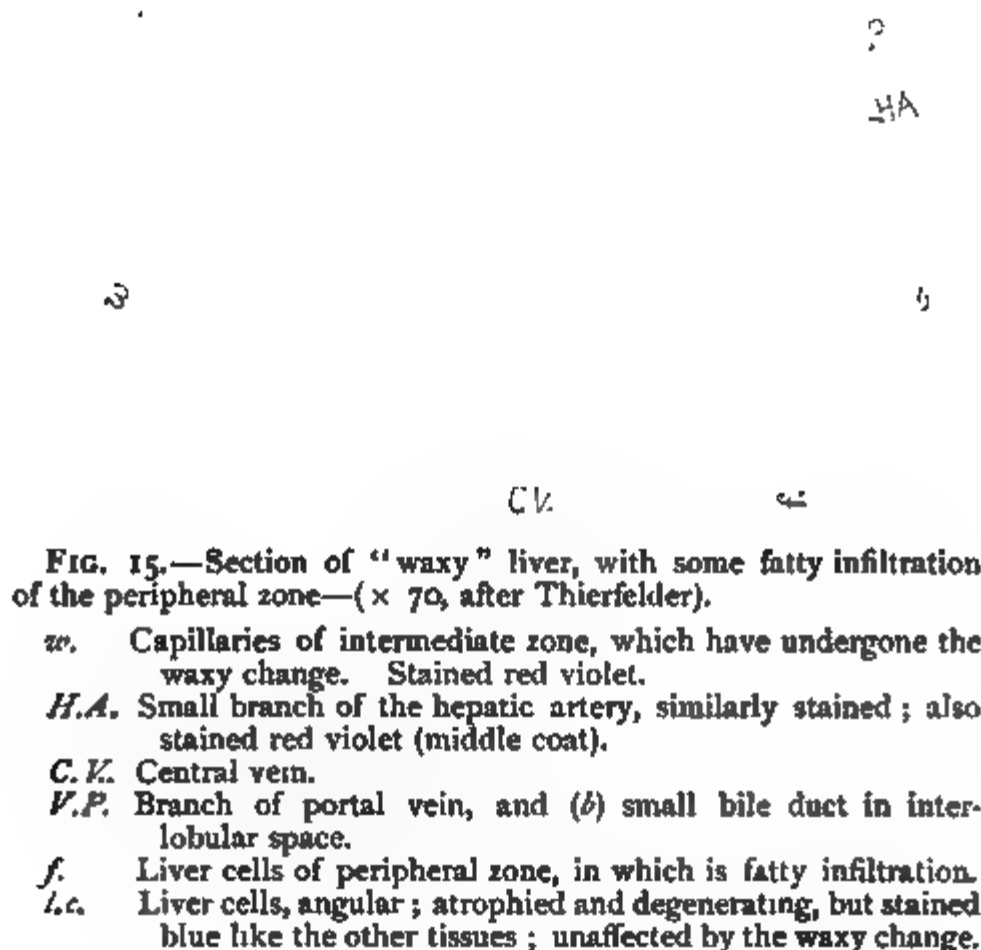 HA
C V.
f.
FIG. 15.—Section of “waxy” liver, with some fatty infiltration
of the peripheral zone—(× 70, after Thierfelder).
w. Capillaries of intermediate zone, which have undergone the
waxy change. Stained red violet.
H.A. Small branch of the hepatic artery, similarly stained; also
stained red violet (middle coat).
C.V. Central vein.
V.P. Branch of portal vein, and (b) small bile duct in inter-
lobular space.
f. Liver cells of peripheral zone, in which is fatty infiltration.
l.c. Liver cells, angular; atrophied and degenerating, but stained
blue like the other tissues; unaffected by the waxy change.